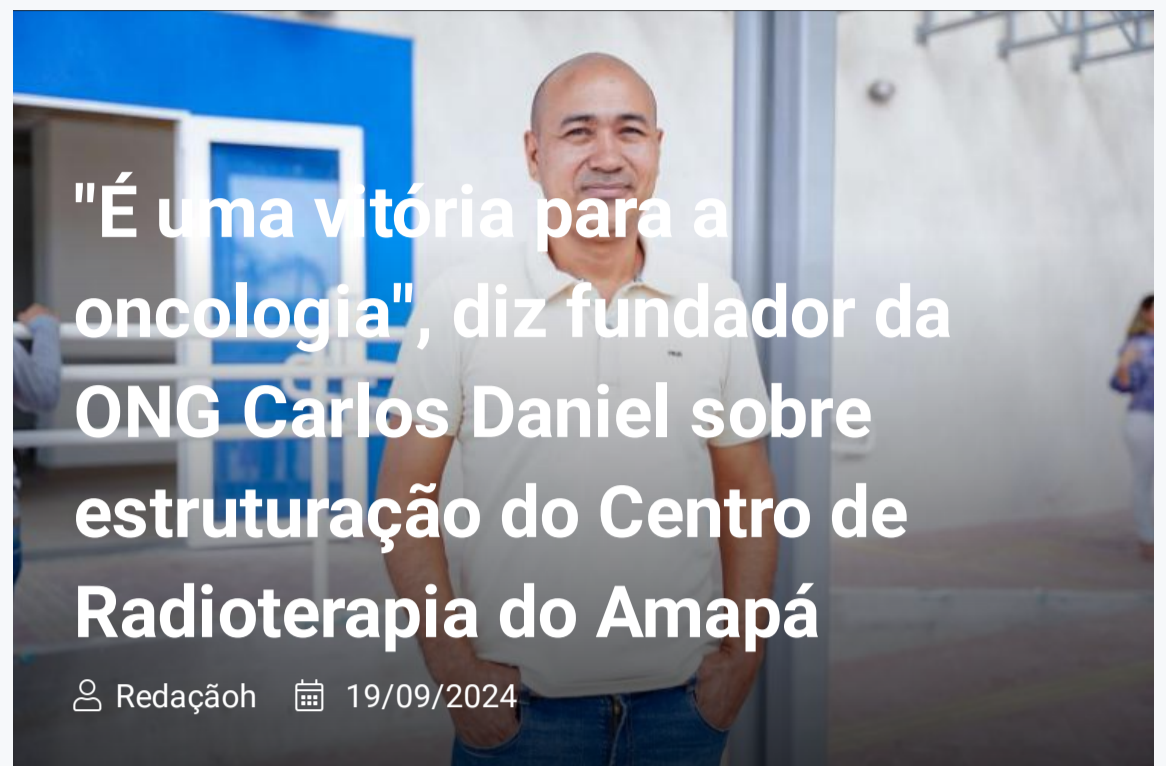 "É uma vitória para a
oncologia", diz fundador da
ONG Carlos Daniel sobre
estruturação do Centro de
Radioterapia do Amapá
Redaçãoh 19/09/2024